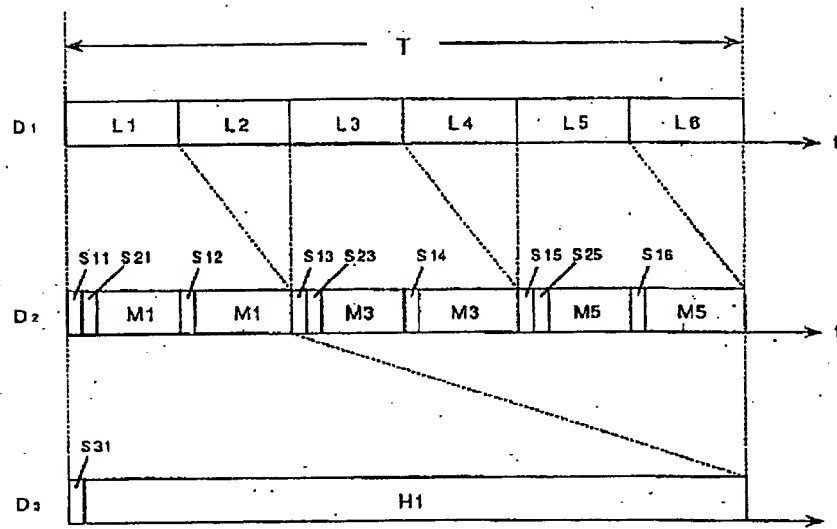 T
D1 L1 L2 L3 L4 L5 L6 t
S11 S21 S12 S13 S23 S14 S15 S25 S16
D2 M1 M1 M3 M3 M5 M5 t
S31
D3 H1